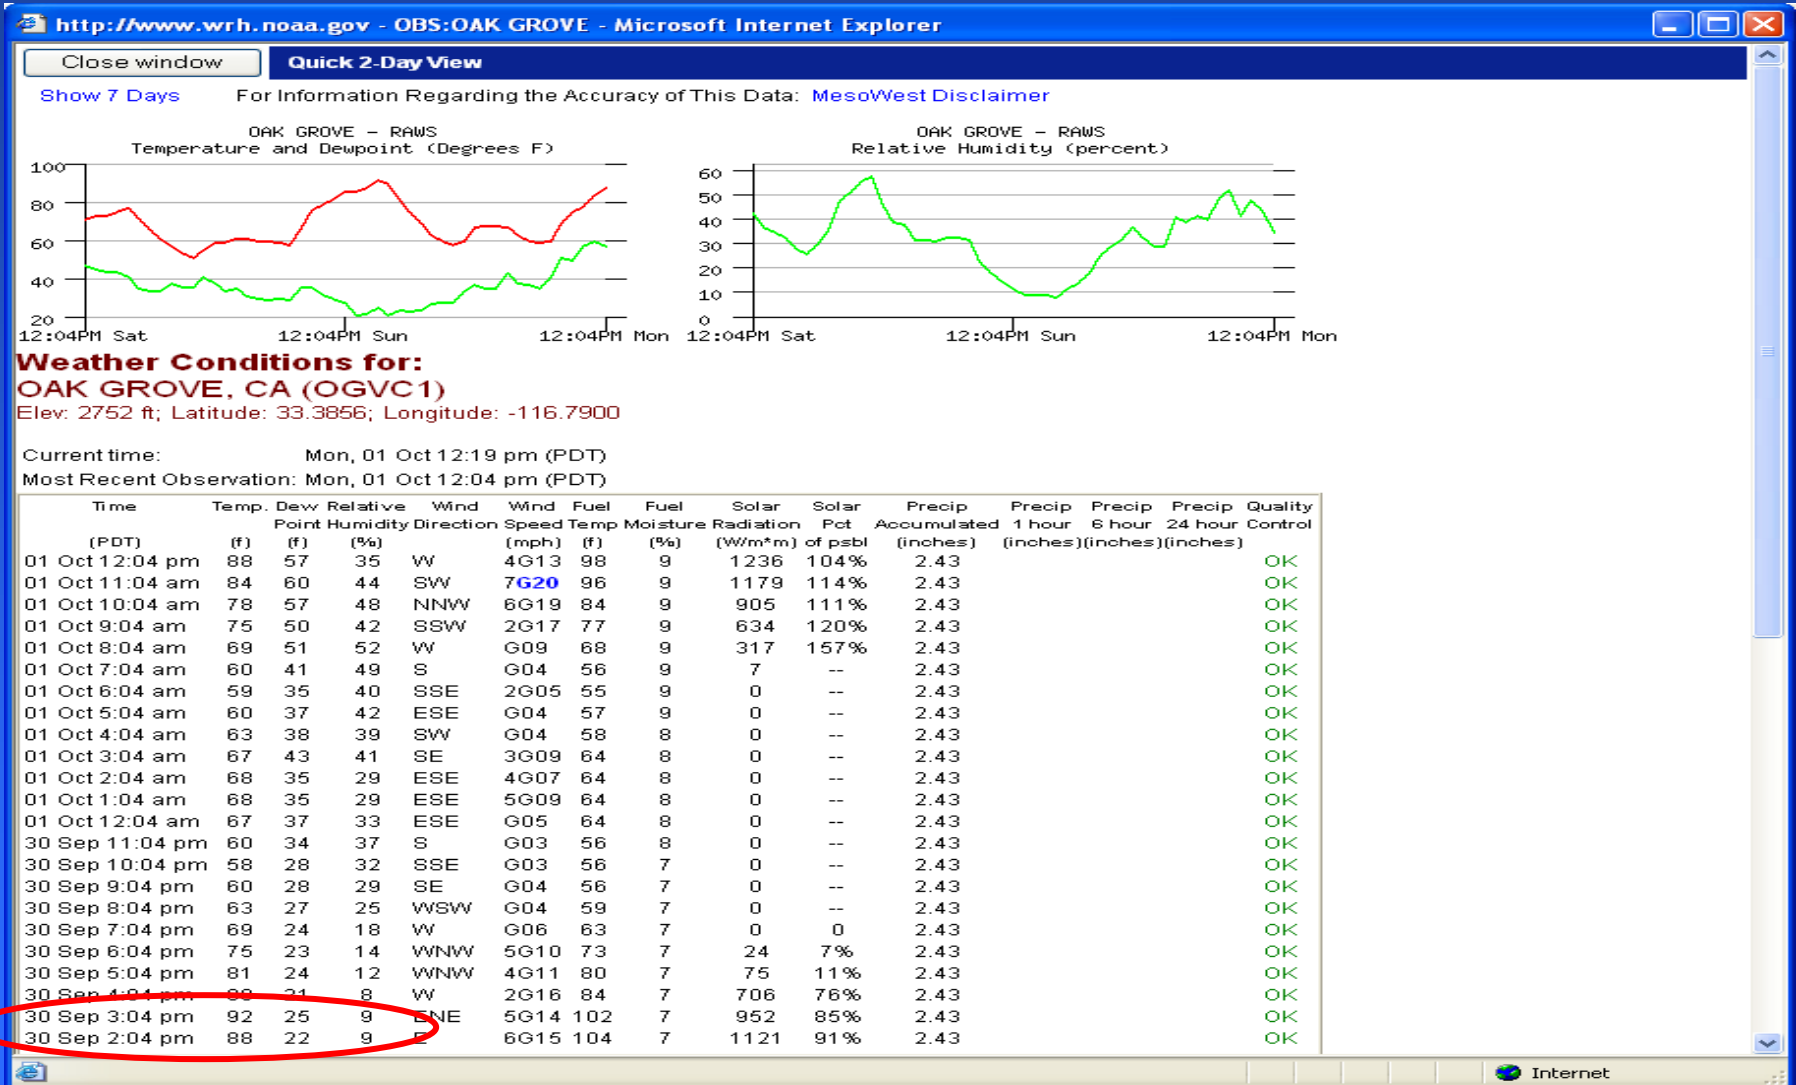 http://www.wrh.noaa.gov - OBS:OAK GROVE - Microsoft Internet Explorer
Close window Quick 2-Day View
Show 7 Days For Information Regarding the Accuracy of This Data: MesoWest Disclaimer
OAK GROVE - RAWS
Temperature and Dewpoint (Degrees F)
100
80
60
40
20
12:04PM Sat 12:04PM Sun 12:04PM Mon
OAK GROVE - RAWS
Relative Humidity (percent)
60
50
40
30
20
10
0
12:04PM Sat 12:04PM Sun 12:04PM Mon
Weather Conditions for:
OAK GROVE, CA (OGVC1)
Elev: 2752 ft; Latitude: 33.3856; Longitude: -116.7900
Current time: Mon, 01 Oct 12:19 pm (PDT)
Most Recent Observation: Mon, 01 Oct 12:04 pm (PDT)
Time Temp. Dew Relative Wind Wind Fuel Fuel Solar Solar Precip Precip Precip Precip Quality
Point Humidity Direction Speed Temp Moisture Radiation Pct Accumulated 1 hour 6 hour 24 hour Control
(PDT) (f) (f) (%) (mph) (f) (%) (W/m*m) of psbl (inches) (inches) (inches) (inches)
01 Oct 12:04 pm 88 57 35 W 4G13 98 9 1236 104% 2.43 OK
01 Oct 11:04 am 84 60 44 SW 7G20 96 9 1179 114% 2.43 OK
01 Oct 10:04 am 78 57 48 NNW 6G19 84 9 905 111% 2.43 OK
01 Oct 9:04 am 75 50 42 SSW 2G17 77 9 634 120% 2.43 OK
01 Oct 8:04 am 69 51 52 W G09 68 9 317 157% 2.43 OK
01 Oct 7:04 am 60 41 49 S G04 56 9 7 -- 2.43 OK
01 Oct 6:04 am 59 35 40 SSE 2G05 55 9 0 -- 2.43 OK
01 Oct 5:04 am 60 37 42 ESE G04 57 9 0 -- 2.43 OK
01 Oct 4:04 am 63 38 39 SW G04 58 8 0 -- 2.43 OK
01 Oct 3:04 am 67 43 41 SE 3G09 64 8 0 -- 2.43 OK
01 Oct 2:04 am 68 35 29 ESE 4G07 64 8 0 -- 2.43 OK
01 Oct 1:04 am 68 35 29 ESE 5G09 64 8 0 -- 2.43 OK
01 Oct 12:04 am 67 37 33 ESE G05 64 8 0 -- 2.43 OK
30 Sep 11:04 pm 60 34 37 S G03 56 8 0 -- 2.43 OK
30 Sep 10:04 pm 58 28 32 SSE G03 56 7 0 -- 2.43 OK
30 Sep 9:04 pm 60 28 29 SE G04 56 7 0 -- 2.43 OK
30 Sep 8:04 pm 63 27 25 WSW G04 59 7 0 -- 2.43 OK
30 Sep 7:04 pm 69 24 18 W G06 63 7 0 0 2.43 OK
30 Sep 6:04 pm 75 23 14 WNW 5G10 73 7 24 7% 2.43 OK
30 Sep 5:04 pm 81 24 12 WNW 4G11 80 7 75 11% 2.43 OK
30 Sep 4:04 pm 21 8 W 2G16 84 7 706 76% 2.43 OK
30 Sep 3:04 pm 92 25 9 ENE 5G14 102 7 952 85% 2.43 OK
30 Sep 2:04 pm 88 22 9 E 6G15 104 7 1121 91% 2.43 OK
Internet